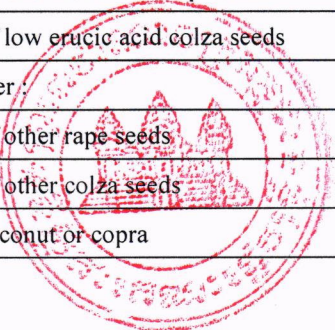 low erucic acid colza seeds
er :
other rape seeds
other colza seeds
conut or copra